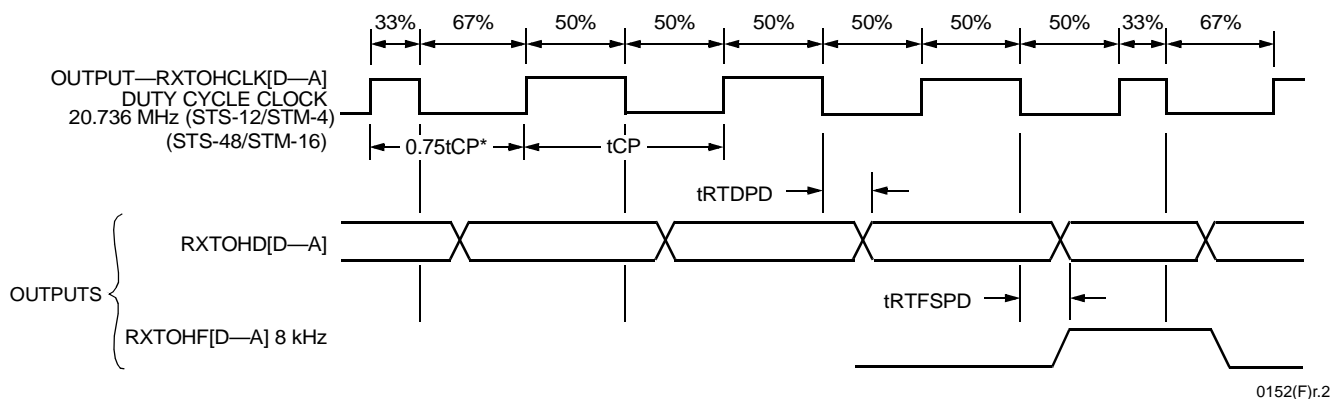 33% 67% 50% 50% 50% 50% 50% 50% 33% 67%
OUTPUT—RXTOHCLK[D—A]
DUTY CYCLE CLOCK
20.736 MHz (STS-12/STM-4)
(STS-48/STM-16)
0.75tCP* tCP
tRTDPD
RXTOHD[D—A]
OUTPUTS
tRTFSPD
RXTOHF[D—A] 8 kHz
0152(F)r.2